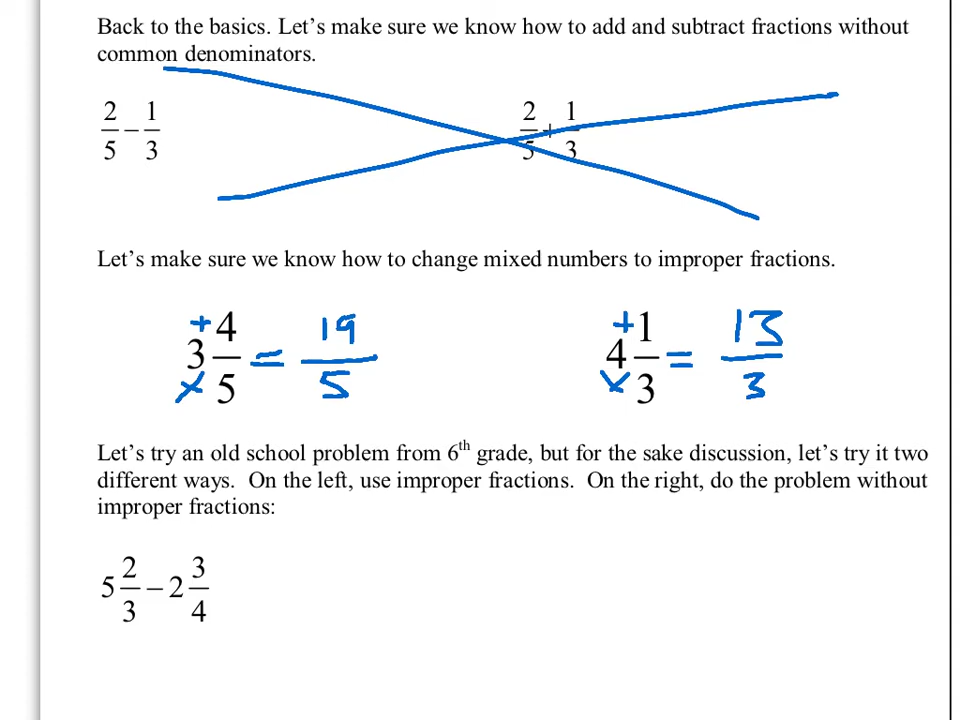 Back to the basics. Let's make sure we know how to add and subtract fractions without
common denominators.
2/5 − 1/3    2/5 + 1/3
Let's make sure we know how to change mixed numbers to improper fractions.
+ 3 4/5 × = 19/5    + 4 1/3 × = 13/3
Let's try an old school problem from 6th grade, but for the sake discussion, let's try it two
different ways. On the left, use improper fractions. On the right, do the problem without
improper fractions:
5 2/3 − 2 3/4